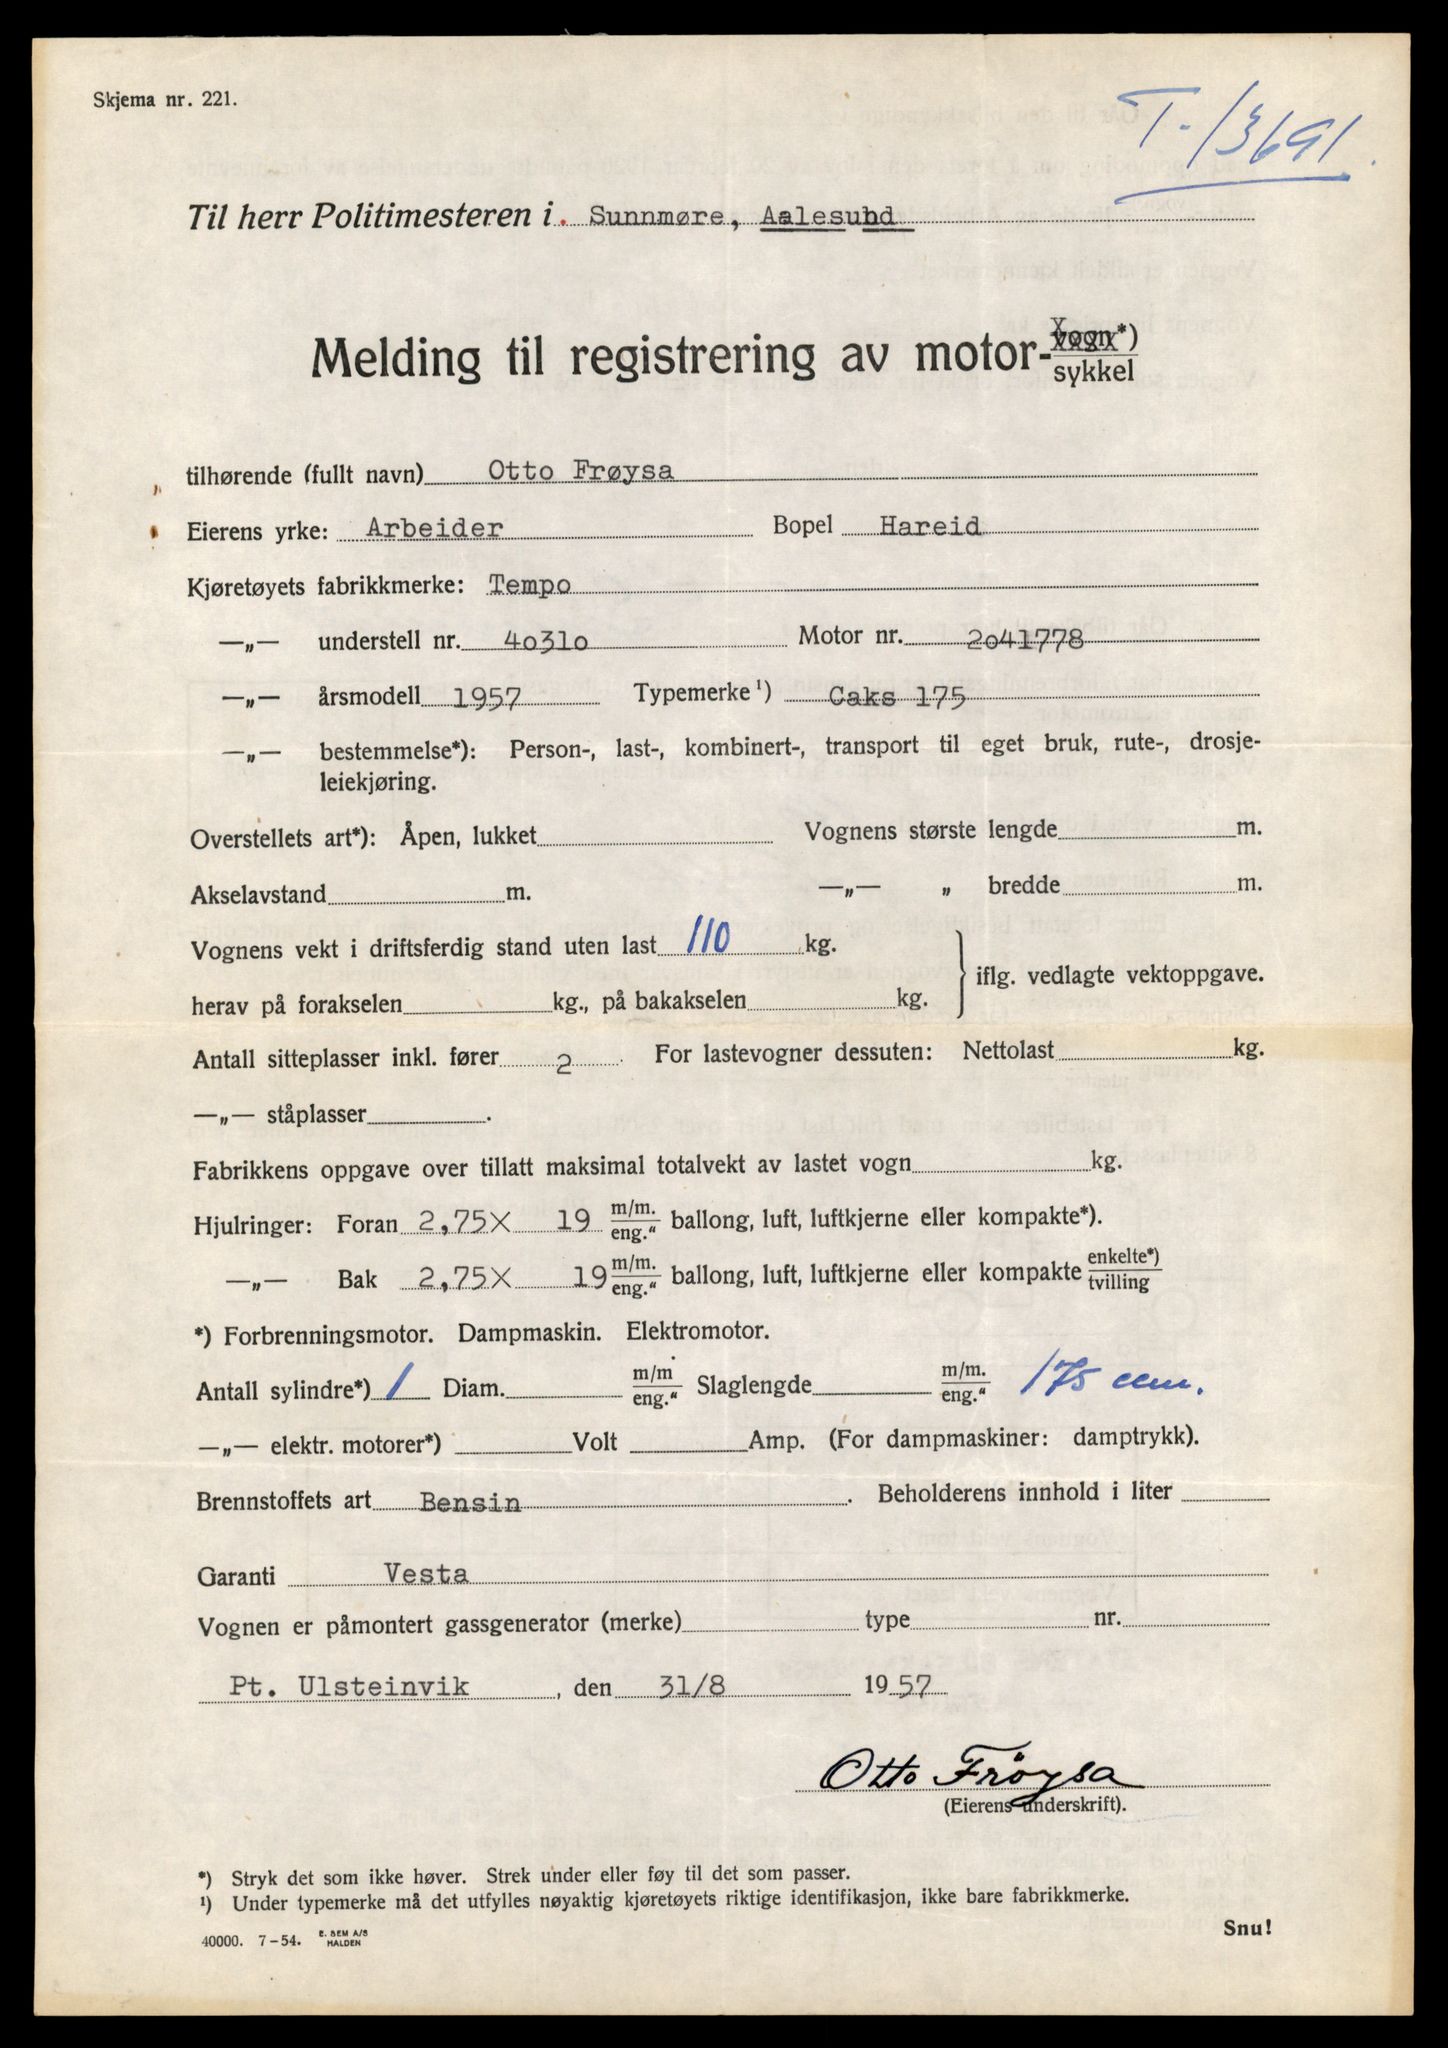 Skjema nr. 221.
T.-13691.
Til herr Politimesteren i. Sunnmøre, Aalesund
Melding til registrering av motor-vogn*)
sykkel
tilhørende (fullt navn) Otto Frøysa
Eierens yrke: Arbeider Bopel Hareid
Kjøretøyets fabrikkmerke: Tempo
—„— understell nr. 40310 Motor nr. 2041778
—„— årsmodell 1957 Typemerke¹) Caks 175
—„— bestemmelse*): Person-, last-, kombinert-, transport til eget bruk, rute-, drosje-
leiekjøring.
Overstellets art*): Åpen, lukket Vognens største lengde m.
Akselavstand m. —„— „ bredde m.
Vognens vekt i driftsferdig stand uten last 110 kg.
iflg. vedlagte vektoppgave.
herav på forakselen kg., på bakakselen kg.
Antall sitteplasser inkl. fører 2 . For lastevogner dessuten: Nettolast kg.
—„— ståplasser .
Fabrikkens oppgave over tillatt maksimal totalvekt av lastet vogn kg.
Hjulringer: Foran 2,75 X 19 m/m. eng.“ ballong, luft, luftkjerne eller kompakte*).
—„— Bak 2,75 X 19 m/m. eng.“ ballong, luft, luftkjerne eller kompakte enkelte*) tvilling
*) Forbrenningsmotor. Dampmaskin. Elektromotor.
Antall sylindre*) 1 Diam. m/m eng.“ Slaglengde m/m. eng.“ 175 ccm.
—„— elektr. motorer*) Volt Amp. (For dampmaskiner: damptrykk).
Brennstoffets art Bensin . Beholderens innhold i liter
Garanti Vesta
Vognen er påmontert gassgenerator (merke) type nr.
Pt. Ulsteinvik , den 31/8 1957
Otto Frøysa
(Eierens underskrift).
*) Stryk det som ikke høver. Strek under eller føy til det som passer.
¹) Under typemerke må det utfylles nøyaktig kjøretøyets riktige identifikasjon, ikke bare fabrikkmerke.
Snu!
40000. 7-54. E. SEM A/S HALDEN